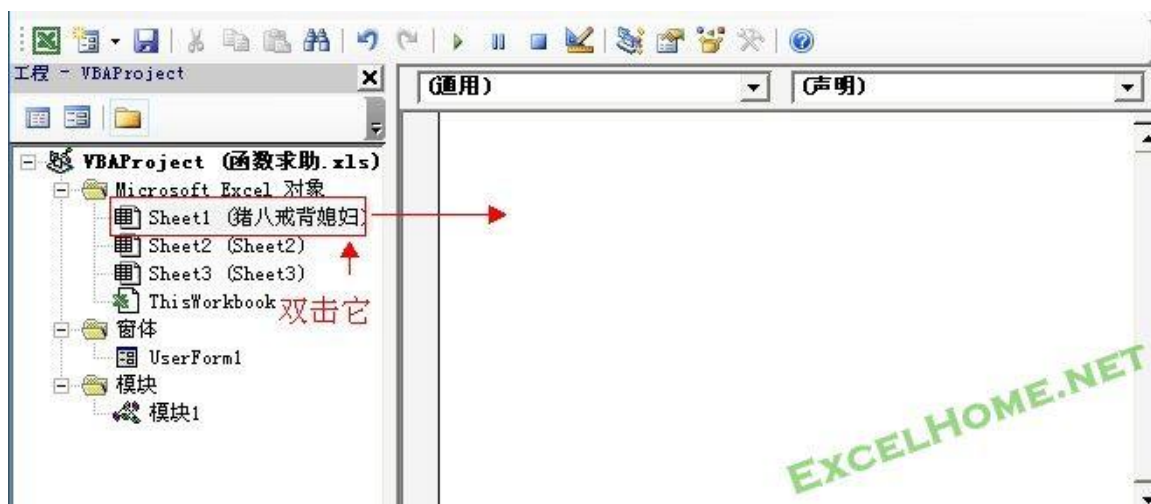 工程 - VBAProject
(通用)
(声明)
VBAProject (函数求助.xls)
Microsoft Excel 对象
Sheet1 (猪八戒背媳妇)
Sheet2 (Sheet2)
Sheet3 (Sheet3)
ThisWorkbook
双击它
窗体
UserForm1
模块
模块1
EXCELHOME.NET